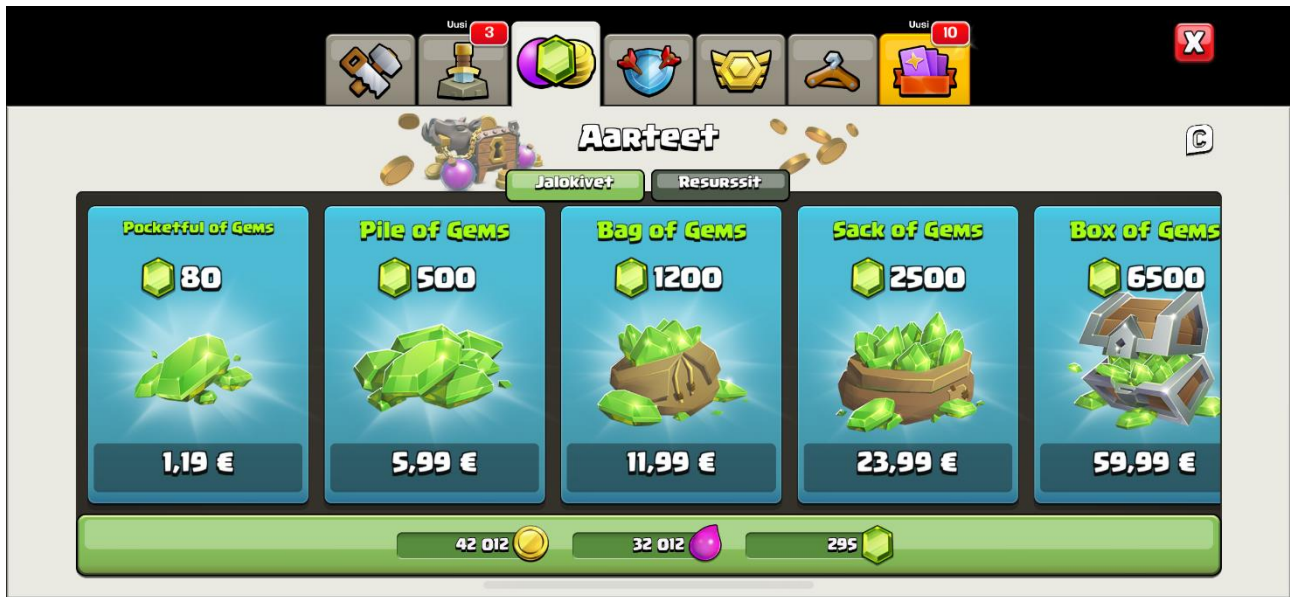 Uusi
3
Uusi
10
X
Aarteet
C
Jalokivet
Resurssit
Pocketful of Gems
80
1,19 €
Pile of Gems
500
5,99 €
Bag of Gems
1200
11,99 €
Sack of Gems
2500
23,99 €
Box of Gems
6500
59,99 €
42 012
32 012
295